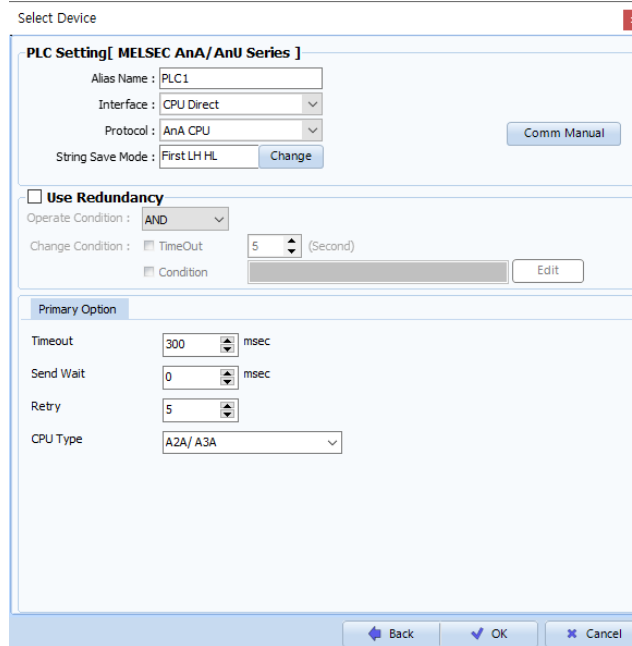 Select Device
PLC Setting[ MELSEC AnA/AnU Series ]
Alias Name : PLC1
Interface : CPU Direct
Protocol : AnA CPU
Comm Manual
String Save Mode : First LH HL Change
Use Redundancy
Operate Condition : AND
Change Condition : TimeOut 5 (Second)
Condition Edit
Primary Option
Timeout 300 msec
Send Wait 0 msec
Retry 5
CPU Type A2A/ A3A
Back OK Cancel